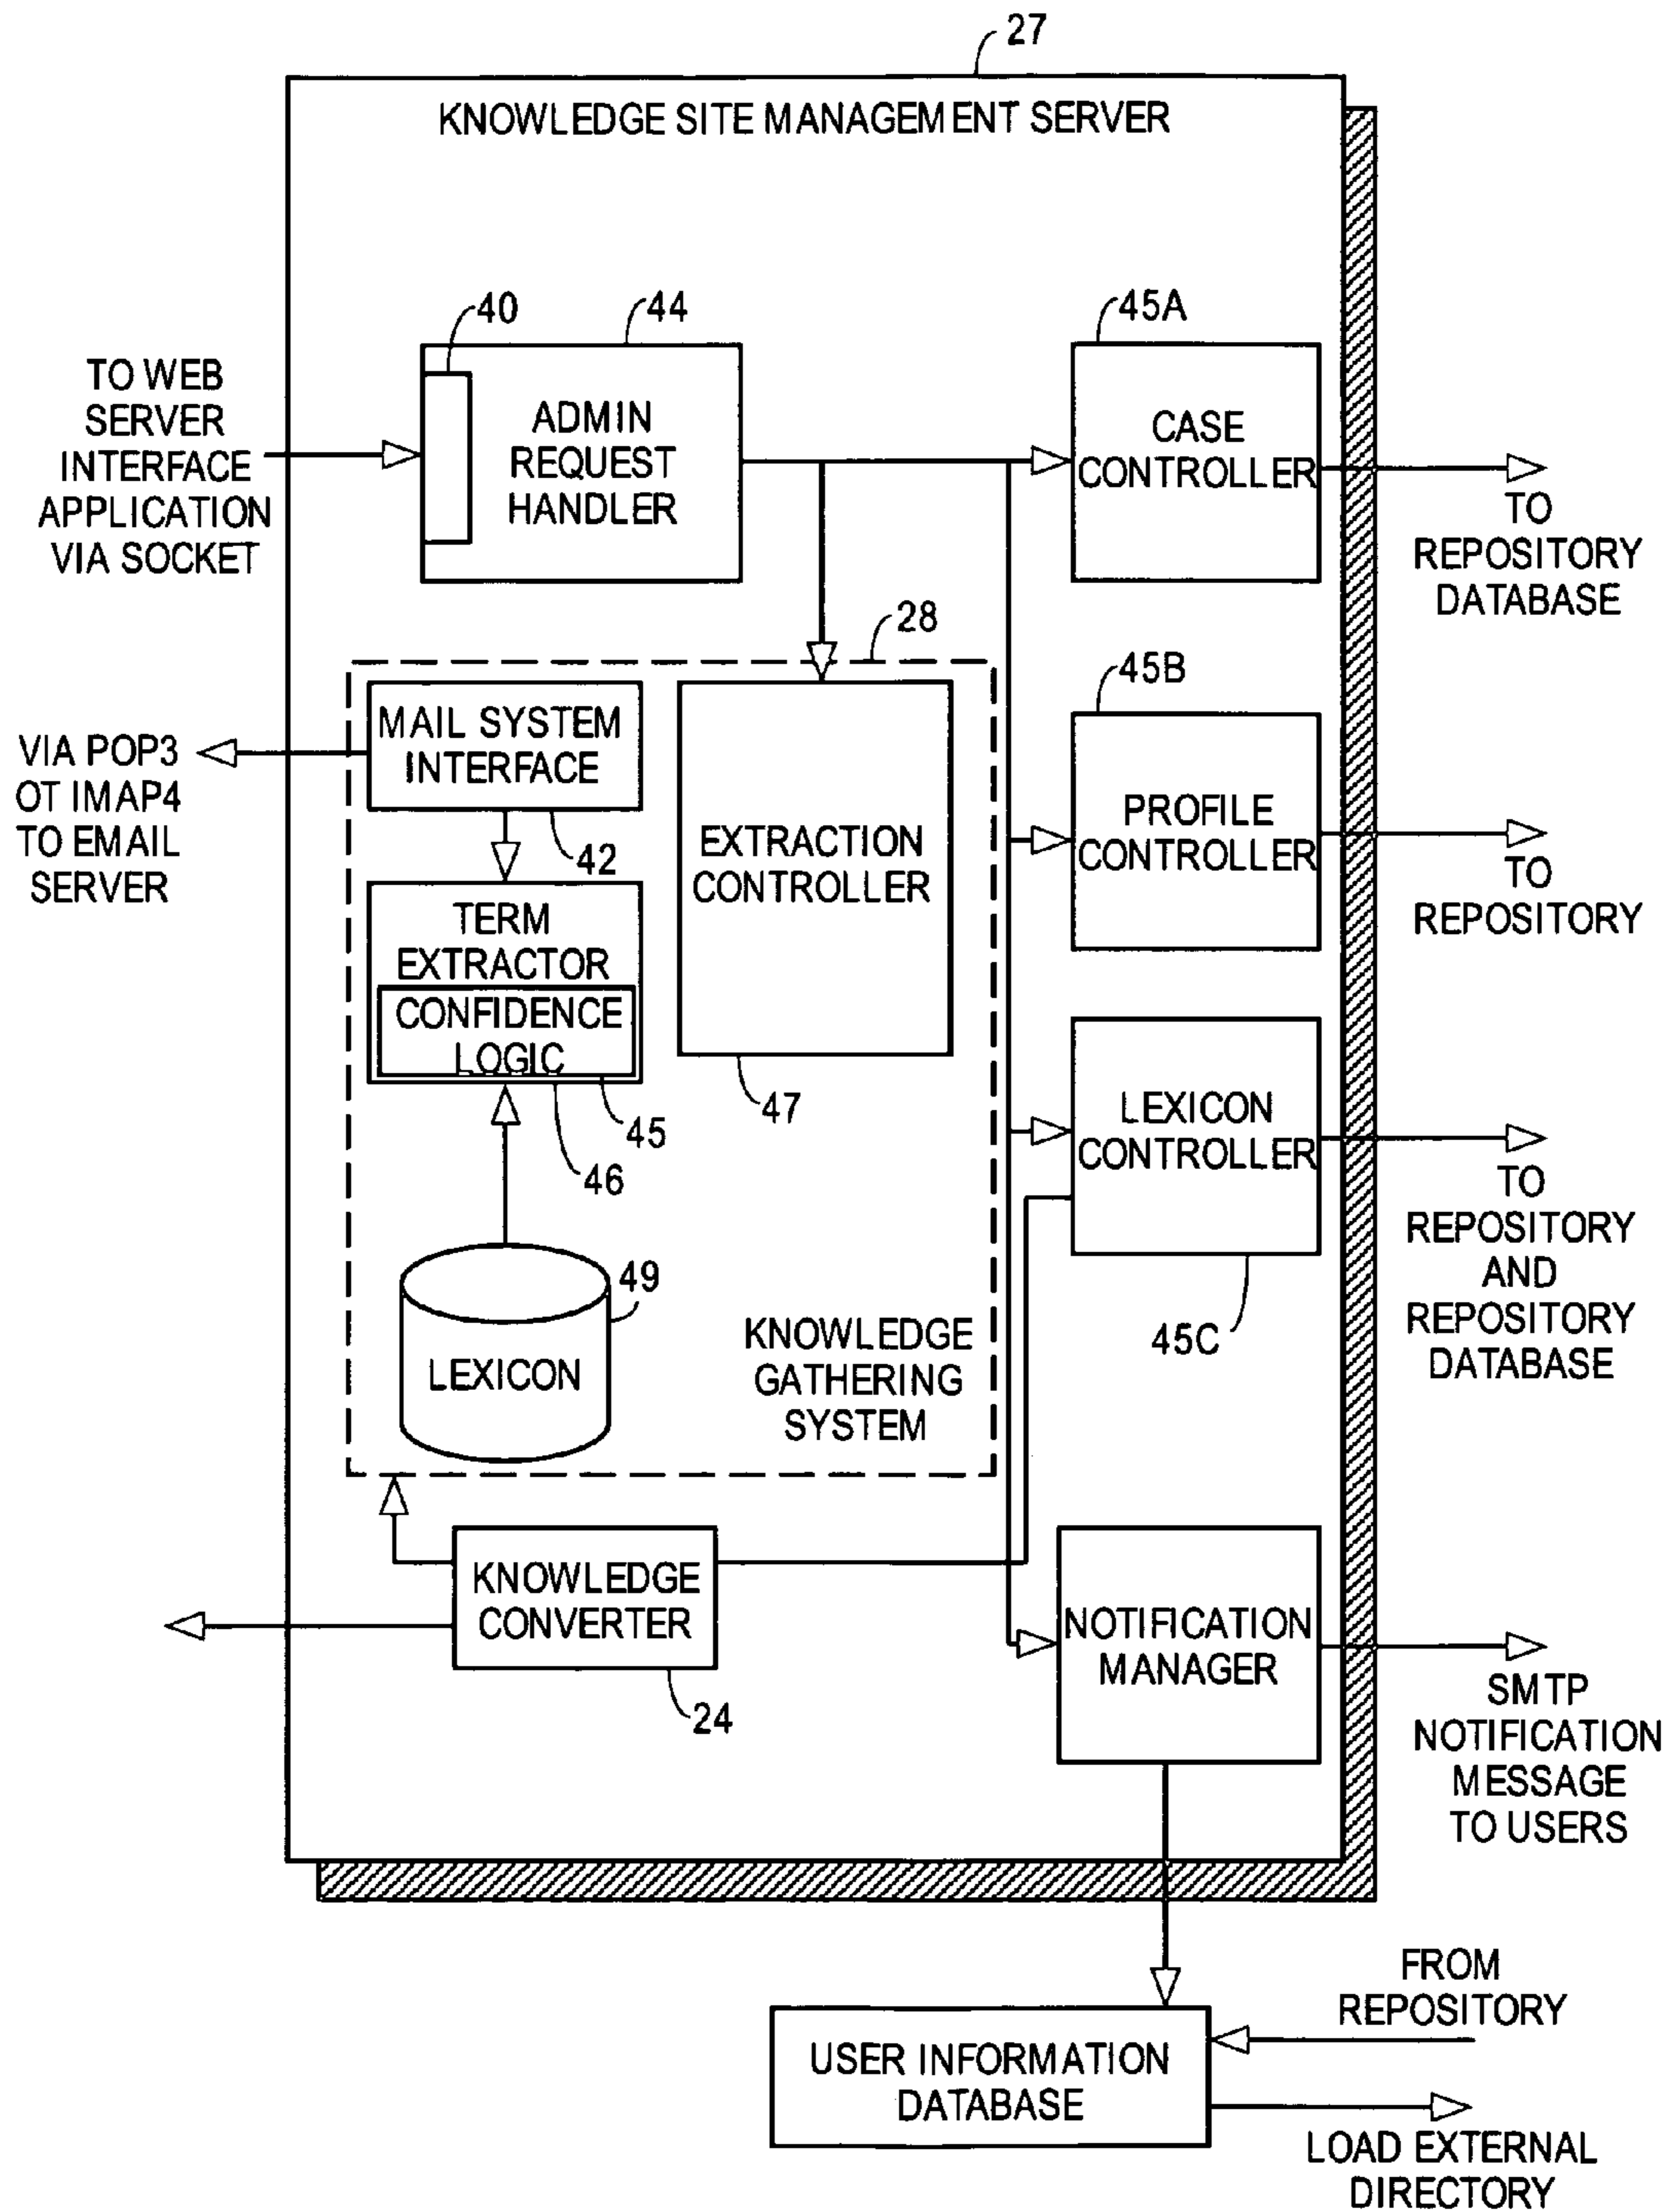 27
KNOWLEDGE SITE MANAGEMENT SERVER
40
44
45A
TO WEB
SERVER
INTERFACE
APPLICATION
VIA SOCKET
ADMIN
REQUEST
HANDLER
CASE
CONTROLLER
TO
REPOSITORY
DATABASE
28
45B
MAIL SYSTEM
INTERFACE
42
VIA POP3
OT IMAP4
TO EMAIL
SERVER
EXTRACTION
CONTROLLER
47
PROFILE
CONTROLLER
TO
REPOSITORY
TERM
EXTRACTOR
CONFIDENCE
LOGIC
45
46
LEXICON
CONTROLLER
45C
TO
REPOSITORY
AND
REPOSITORY
DATABASE
49
LEXICON
KNOWLEDGE
GATHERING
SYSTEM
KNOWLEDGE
CONVERTER
24
NOTIFICATION
MANAGER
SMTP
NOTIFICATION
MESSAGE
TO USERS
FROM
REPOSITORY
USER INFORMATION
DATABASE
LOAD EXTERNAL
DIRECTORY